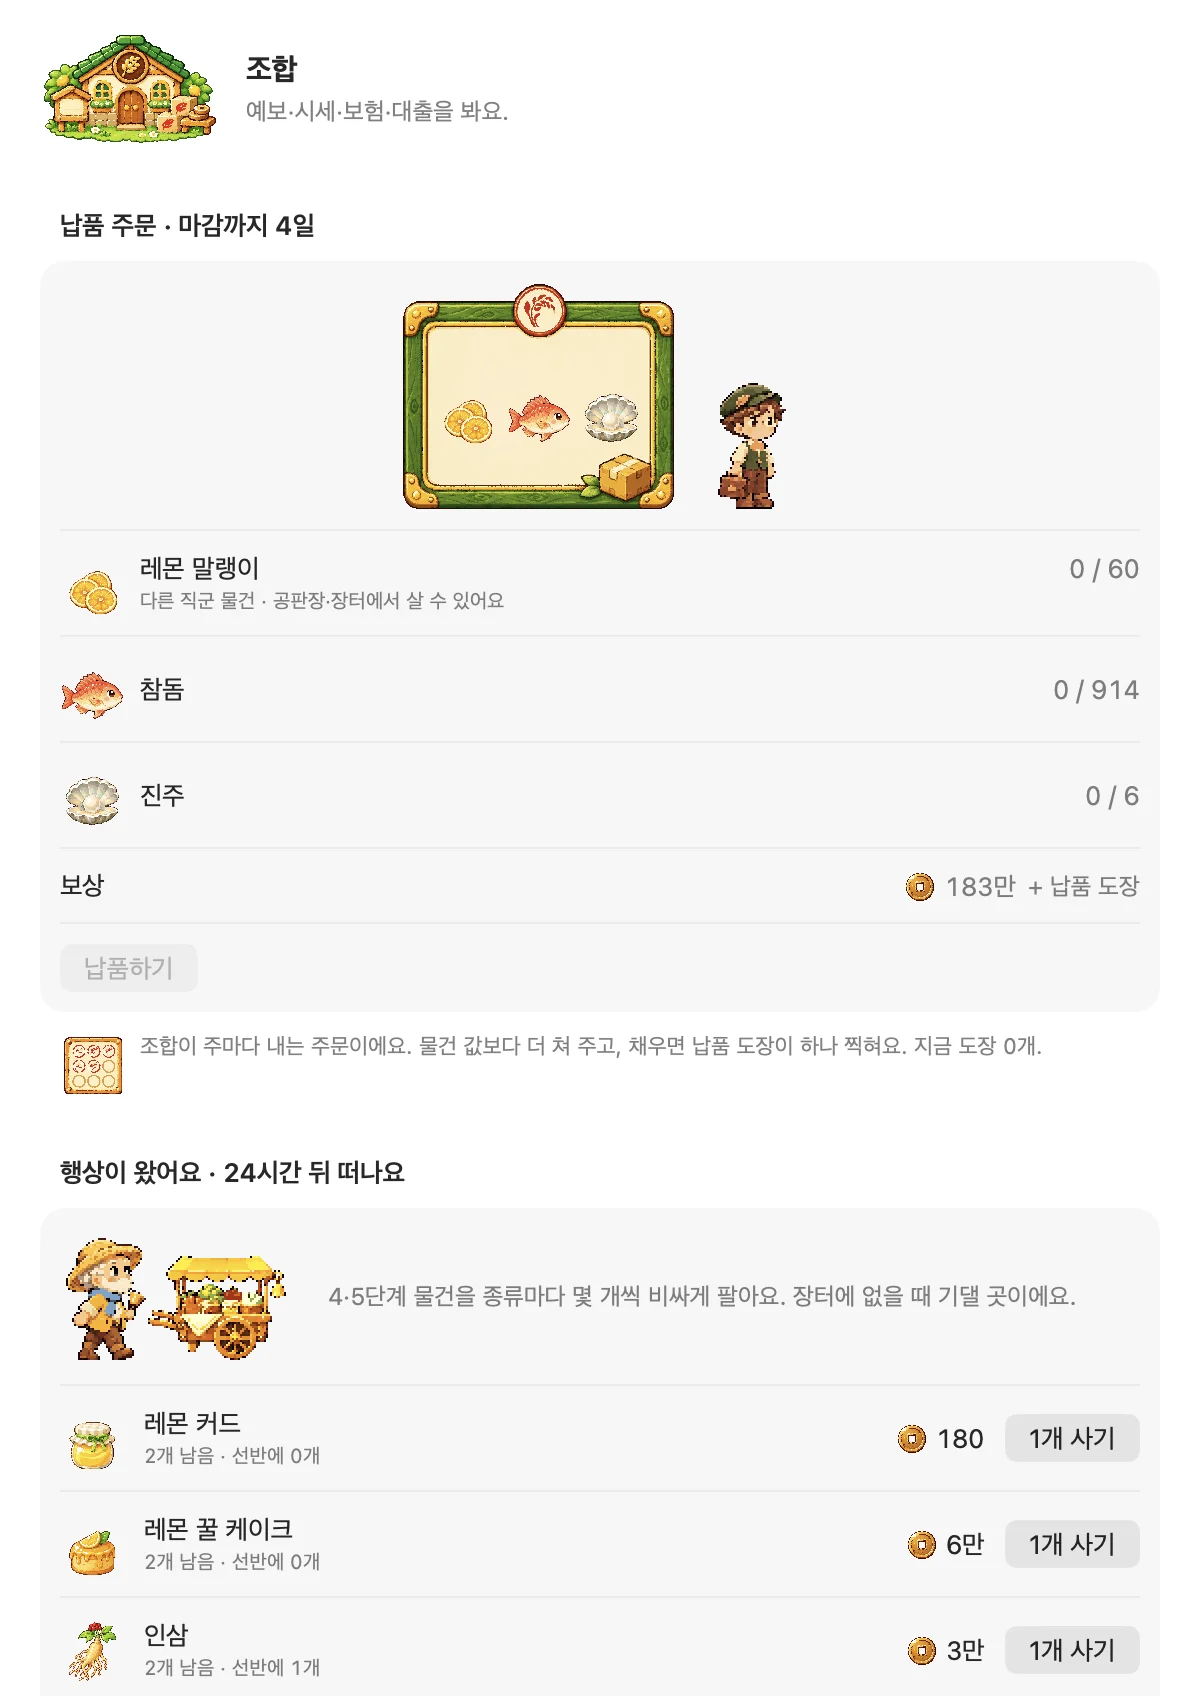 조합
예보·시세·보험·대출을 봐요.
납품 주문 · 마감까지 4일
레몬 말랭이
0 / 60
다른 직군 물건 · 공판장·장터에서 살 수 있어요
참돔
0 / 914
진주
0 / 6
보상
183만 + 납품 도장
납품하기
조합이 주마다 내는 주문이에요. 물건 값보다 더 쳐 주고, 채우면 납품 도장이 하나 찍혀요. 지금 도장 0개.
행상이 왔어요 · 24시간 뒤 떠나요
4·5단계 물건을 종류마다 몇 개씩 비싸게 팔아요. 장터에 없을 때 기댈 곳이에요.
레몬 커드
2개 남음 · 선반에 0개
180
1개 사기
레몬 꿀 케이크
2개 남음 · 선반에 0개
6만
1개 사기
인삼
2개 남음 · 선반에 1개
3만
1개 사기